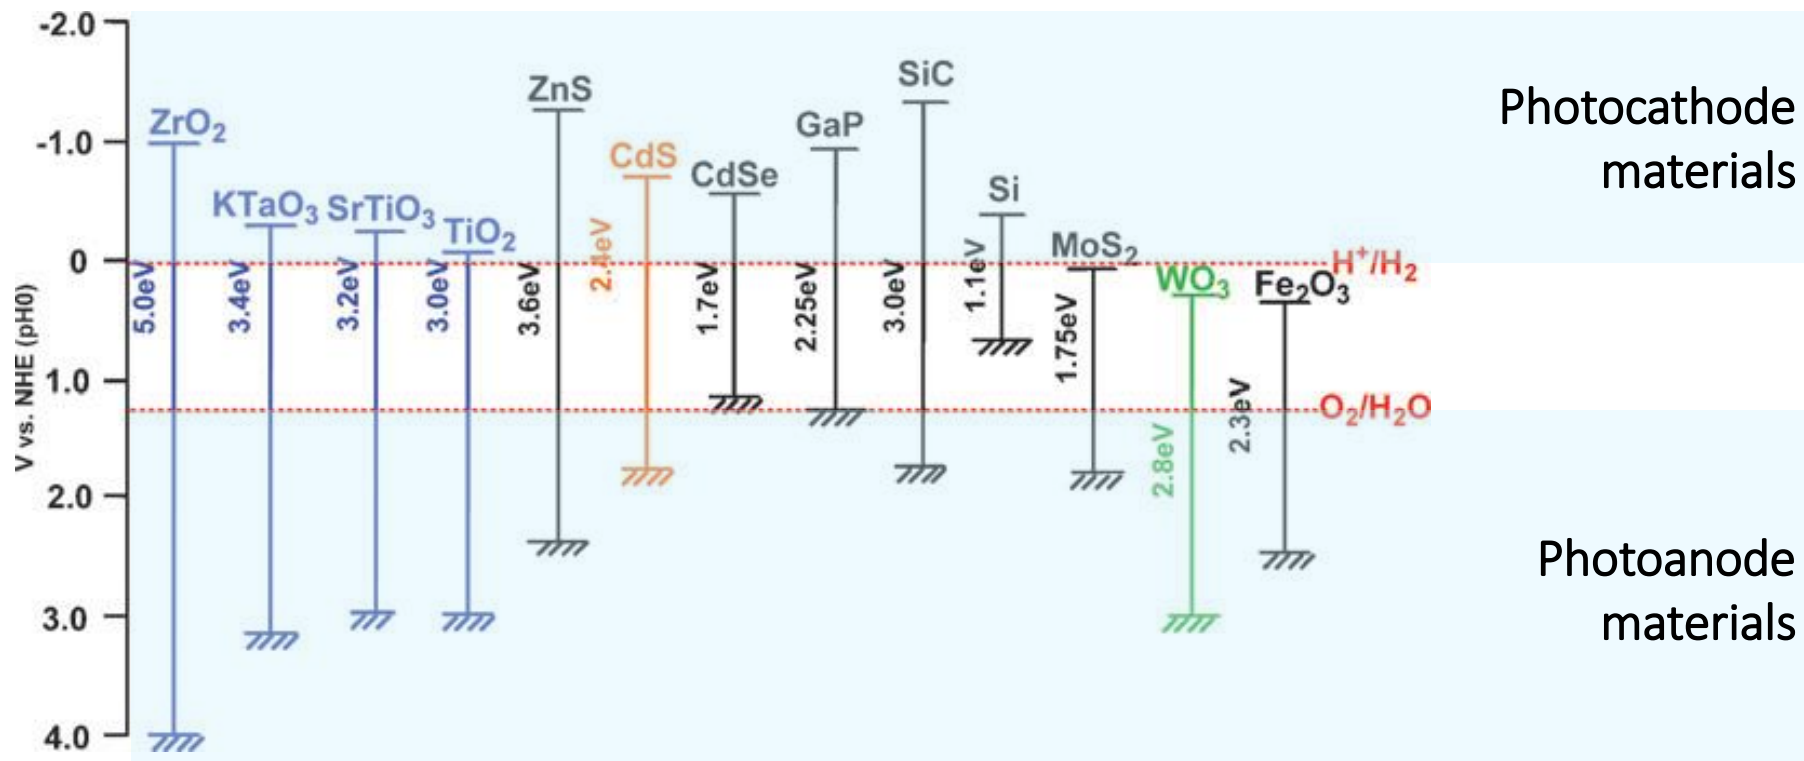 -2.0
-1.0
0
1.0
2.0
3.0
4.0
V vs. NHE (pH0)
ZrO2
5.0eV
KTaO3
3.4eV
SrTiO3
3.2eV
TiO2
3.0eV
ZnS
3.6eV
CdS
2.4eV
CdSe
1.7eV
GaP
2.25eV
SiC
3.0eV
Si
1.1eV
MoS2
1.75eV
WO3
2.8eV
Fe2O3
2.3eV
H+/H2
O2/H2O
Photocathode
materials
Photoanode
materials